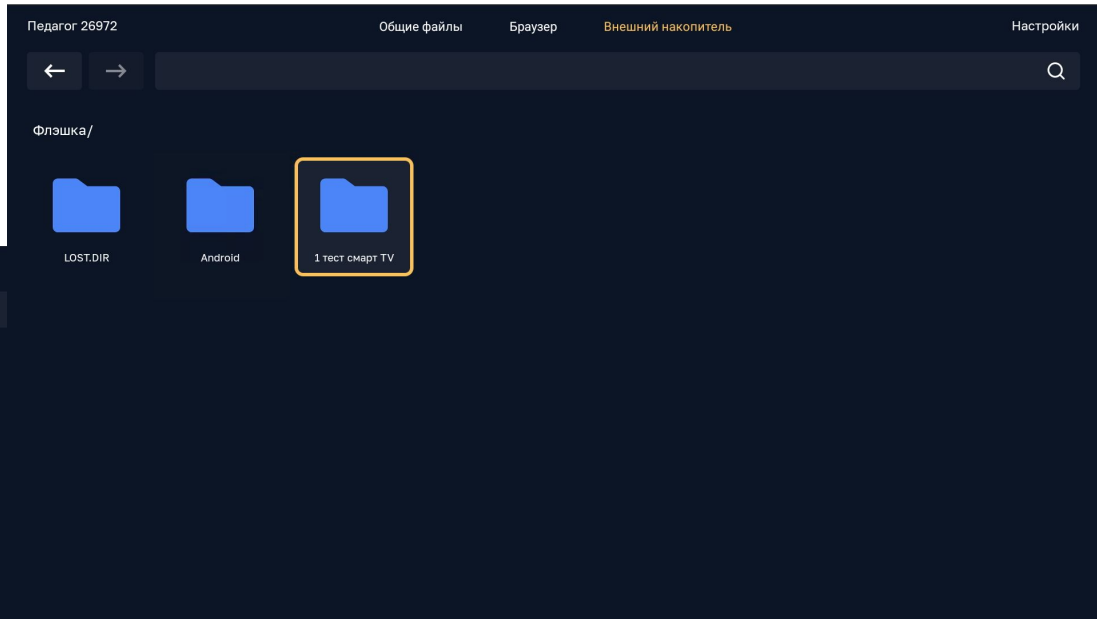 Педагог 26972 Общие файлы Браузер Внешний накопитель Настройки
Флэшка/
LOST.DIR Android 1 тест смарт TV